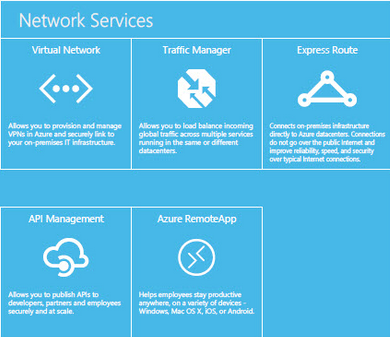 Network Services
Virtual Network
Allows you to provision and manage
VPNs in Azure and securely link to
your on-premises IT infrastructure.
Traffic Manager
Allows you to load balance incoming
global traffic across multiple services
running in the same or different
datacenters.
Express Route
Connects on-premises infrastructure
directly to Azure datacenters. Connections
do not go over the public Internet and
improve reliability, speed, and security
over typical Internet connections.
API Management
Allows you to publish APIs to
developers, partners and employees
securely and at scale.
Azure RemoteApp
Helps employees stay productive
anywhere, on a variety of devices -
Windows, Mac OS X, iOS, or Android.